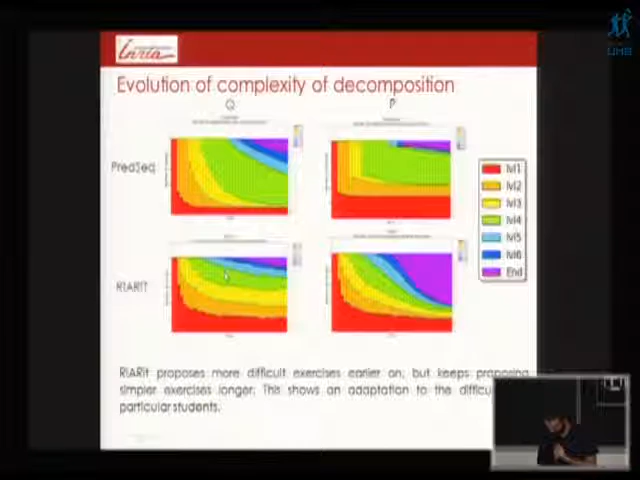 Inria
UMB
Evolution of complexity of decomposition
Q P
PredSeq
lvl1
lvl2
lvl3
lvl4
lvl5
lvl6
End
RIARIT
RIARit proposes more difficult exercises earlier on, but keeps proposing
simpler exercises longer. This shows an adaptation to the
particular students.